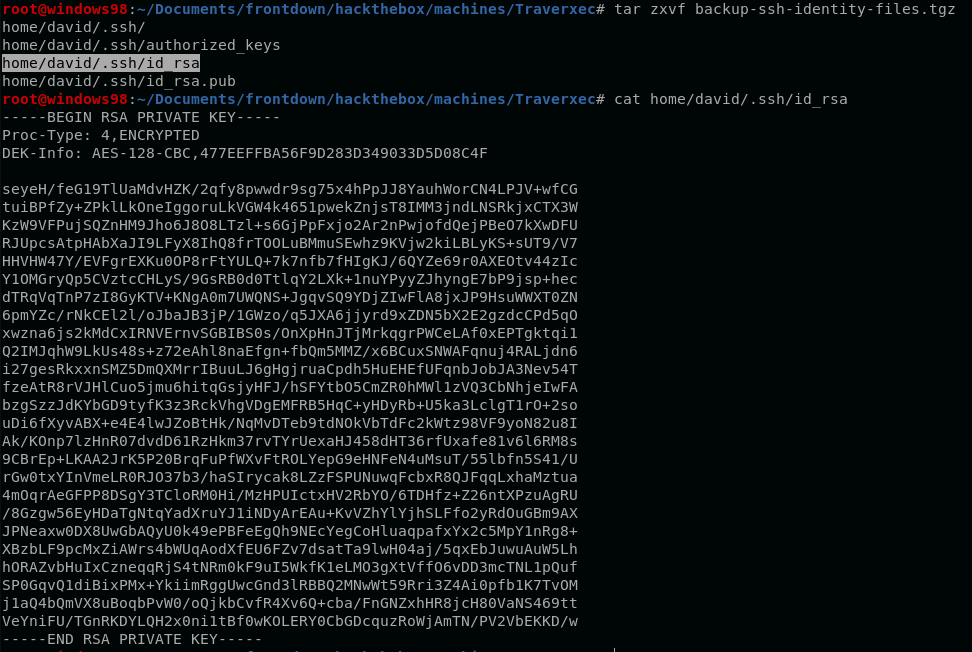 root@windows98:~/Documents/frontdown/hackthebox/machines/Traverxec# tar zxvf backup-ssh-identity-files.tgz
home/david/.ssh/
home/david/.ssh/authorized_keys
home/david/.ssh/id_rsa
home/david/.ssh/id_rsa.pub
root@windows98:~/Documents/frontdown/hackthebox/machines/Traverxec# cat home/david/.ssh/id_rsa
-----BEGIN RSA PRIVATE KEY-----
Proc-Type: 4,ENCRYPTED
DEK-Info: AES-128-CBC,477EEFFBA56F9D283D349033D5D08C4F

seyeH/feG19TlUaMdvHZK/2qfy8pwwdr9sg75x4hPpJJ8YauhWorCN4LPJV+wfCG
tuiBPfZy+ZPklLkOneIggoruLkVGW4k4651pwekZnjsT8IMM3jndLNSRkjxCTX3W
KzW9VFPujSQZnHM9Jho6J8O8LTzl+s6GjPpFxjo2Ar2nPwjofdQejPBeO7kXwDFU
RJUpcsAtpHAbXaJI9LFyX8IhQ8frTOOLuBMmuSEwhz9KVjw2kiLBLyKS+sUT9/V7
HHVHW47Y/EVFgrEXKu0OP8rFtYULQ+7k7nfb7fHIgKJ/6QYZe69r0AXEOtv44zIc
Y1OMGryQp5CVztcCHLyS/9GsRB0d0TtlqY2LXk+1nuYPyyZJhyngE7bP9jsp+hec
dTRqVqTnP7zI8GyKTV+KNgA0m7UWQNS+JgqvSQ9YDjZIwFlA8jxJP9HsuWWXT0ZN
6pmYZc/rNkCEl2l/oJbaJB3jP/1GWzo/q5JXA6jjyrd9xZDN5bX2E2gzdcCPd5qO
xwzna6js2kMdCxIRNVErnvSGBIBS0s/OnXpHnJTjMrkqgrPWCeLAf0xEPTgktqi1
Q2IMJqhW9LkUs48s+z72eAhl8naEfgn+fbQm5MMZ/x6BCuxSNWAFqnuj4RALjdn6
i27gesRkxxnSMZ5DmQXMrrIBuuLJ6gHgjruaCpdh5HuEHEfUFqnbJobJA3Nev54T
fzeAtR8rVJHlCuo5jmu6hitqGsjyHFJ/hSFYtbO5CmZR0hMWl1zVQ3CbNhjeIwFA
bzgSzzJdKYbGD9tyfK3z3RckVhgVDgEMFRB5HqC+yHDyRb+U5ka3LclgT1rO+2so
uDi6fXyvABX+e4E4lwJZoBtHk/NqMvDTeb9tdNOkVbTdFc2kWtz98VF9yoN82u8I
Ak/KOnp7lzHnR07dvdD61RzHkm37rvTYrUexaHJ458dHT36rfUxafe81v6l6RM8s
9CBrEp+LKAA2JrK5P20BrqFuPfWXvFtROLYepG9eHNFeN4uMsuT/55lbfn5S41/U
rGw0txYInVmeLR0RJO37b3/haSIrycak8LZzFSPUNuwqFcbxR8QJFqqLxhaMztua
4mOqrAeGFPP8DSgY3TCloRM0Hi/MzHPUIctxHV2RbYO/6TDHfz+Z26ntXPzuAgRU
/8Gzgw56EyHDaTgNtqYadXruYJ1iNDyArEAu+KvVZhYlYjhSLFfo2yRdOuGBm9AX
JPNeaxw0DX8UwGbAQyU0k49ePBFeEgQh9NEcYegCoHluaqpafxYx2c5MpY1nRg8+
XBzbLF9pcMxZiAWrs4bWUqAodXfEU6FZv7dsatTa9lwH04aj/5qxEbJuwuAuW5Lh
hORAZvbHuIxCzneqqRjS4tNRm0kF9uI5WkfK1eLMO3gXtVffO6vDD3mcTNL1pQuf
SP0GqvQ1diBixPMx+YkiimRggUwcGnd3lRBBQ2MNwWt59Rri3Z4Ai0pfb1K7TvOM
j1aQ4bQmVX8uBoqbPvW0/oQjkbCvfR4Xv6Q+cba/FnGNZxhHR8jcH80VaNS469tt
VeYniFU/TGnRKDYLQH2x0ni1tBf0wKOLERY0CbGDcquzRoWjAmTN/PV2VbEKKD/w
-----END RSA PRIVATE KEY-----